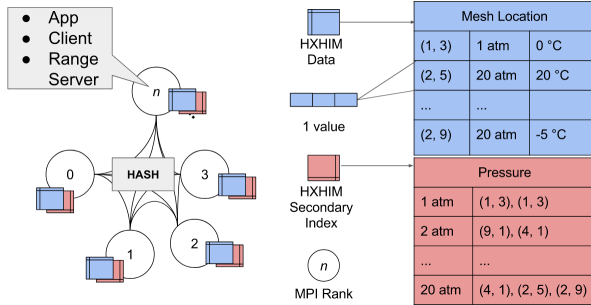 ● App
● Client
● Range
Server
n
0
HASH
3
1
2
HXHIM
Data
1 value
HXHIM
Secondary
Index
n
MPI Rank
Mesh Location
(1, 3) 1 atm 0 °C
(2, 5) 20 atm 20 °C
... ...
(2, 9) 20 atm -5 °C
Pressure
1 atm (1, 3), (1, 3)
2 atm (9, 1), (4, 1)
... ...
20 atm (4, 1), (2, 5), (2, 9)